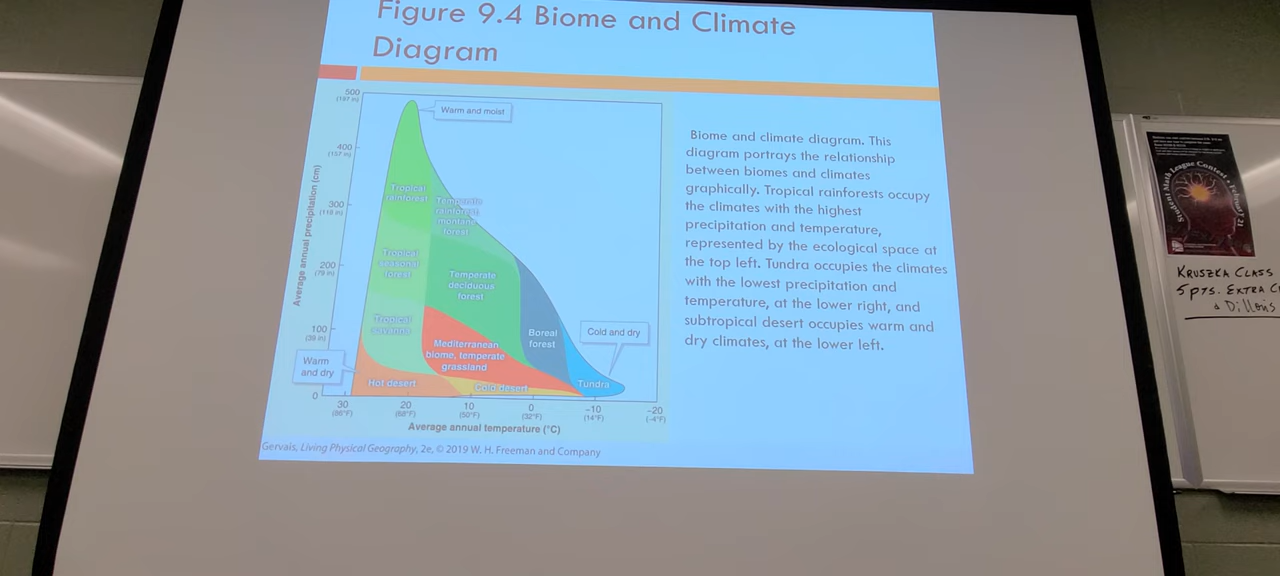 Figure 9.4 Biome and Climate
Diagram
500
(197 in)
400
(157 in)
300
(118 in)
200
(79 in)
100
(39 in)
0
Average annual precipitation (cm)
Warm and moist
Tropical
rainforest
Temperate
rainforest,
montane
forest
Tropical
seasonal
forest
Temperate
deciduous
forest
Tropical
savanna
Mediterranean
biome, temperate
grassland
Boreal
forest
Cold and dry
Warm
and dry
Hot desert
Cold desert
Tundra
30
(86°F)
20
(68°F)
10
(50°F)
0
(32°F)
-10
(14°F)
-20
(-4°F)
Average annual temperature (°C)
Biome and climate diagram. This
diagram portrays the relationship
between biomes and climates
graphically. Tropical rainforests occupy
the climates with the highest
precipitation and temperature,
represented by the ecological space at
the top left. Tundra occupies the climates
with the lowest precipitation and
temperature, at the lower right, and
subtropical desert occupies warm and
dry climates, at the lower left.
Gervais, Living Physical Geography, 2e, © 2019 W. H. Freeman and Company
Student Math League Contest • February 21
KRUSZKA CLASS
5 PTS. EXTRA C